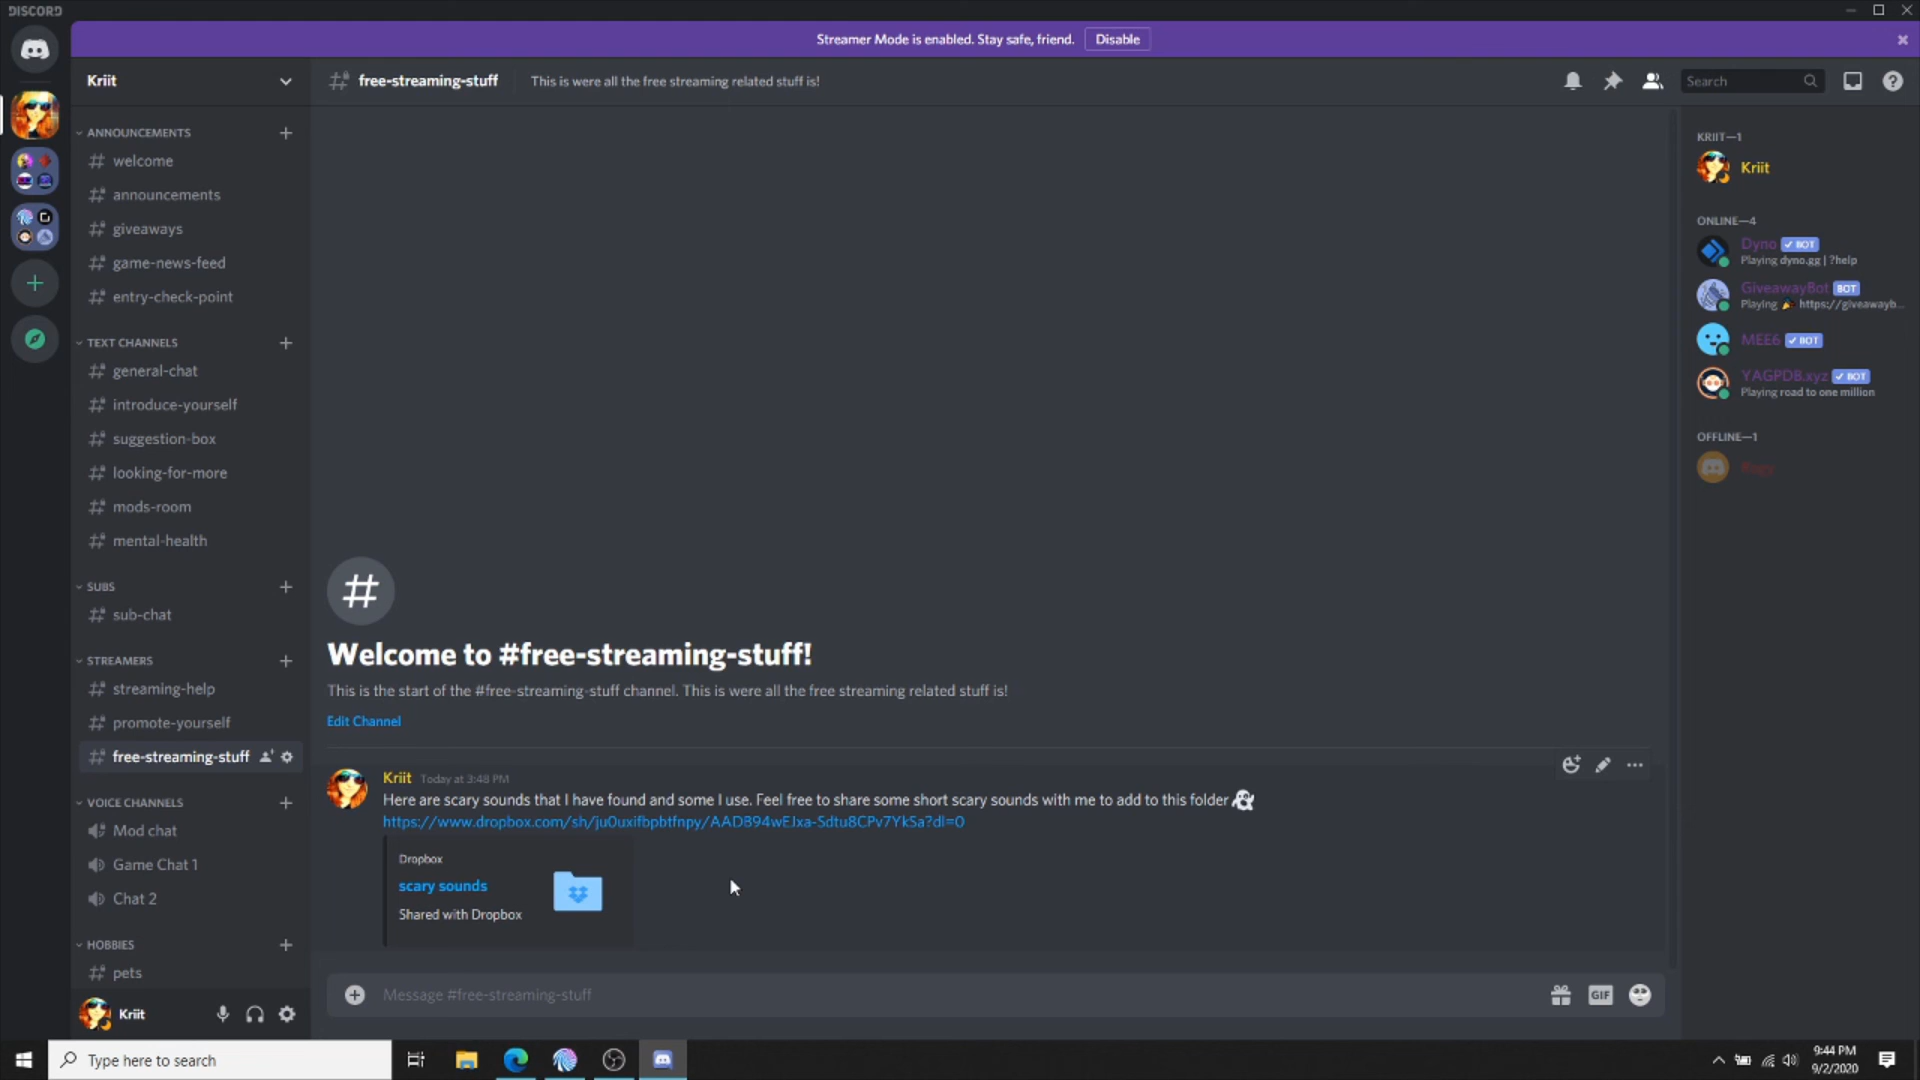 DISCORD
Streamer Mode is enabled. Stay safe, friend. Disable
Kriit
free-streaming-stuff
This is were all the free streaming related stuff is!
Search
ANNOUNCEMENTS
welcome
announcements
giveaways
game-news-feed
entry-check-point
TEXT CHANNELS
general-chat
introduce-yourself
suggestion-box
looking-for-more
mods-room
mental-health
SUBS
sub-chat
STREAMERS
streaming-help
promote-yourself
free-streaming-stuff
VOICE CHANNELS
Mod chat
Game Chat 1
Chat 2
HOBBIES
pets
Kriit
Welcome to #free-streaming-stuff!
This is the start of the #free-streaming-stuff channel. This is were all the free streaming related stuff is!
Edit Channel
Kriit Today at 3:48 PM
Here are scary sounds that I have found and some I use. Feel free to share some short scary sounds with me to add to this folder
https://www.dropbox.com/sh/ju0uxifbpbtfnpy/AADB94wEJxa-Sdtu8CPv7YkSa?dl=0
Dropbox
scary sounds
Shared with Dropbox
Message #free-streaming-stuff
GIF
KRIIT—1
Kriit
ONLINE—4
Dyno BOT
Playing dyno.gg | ?help
GiveawayBot BOT
Playing https://giveawayb...
MEE6 BOT
YAGPDB.xyz BOT
Playing road to one million
OFFLINE—1
Type here to search
9:44 PM
9/2/2020